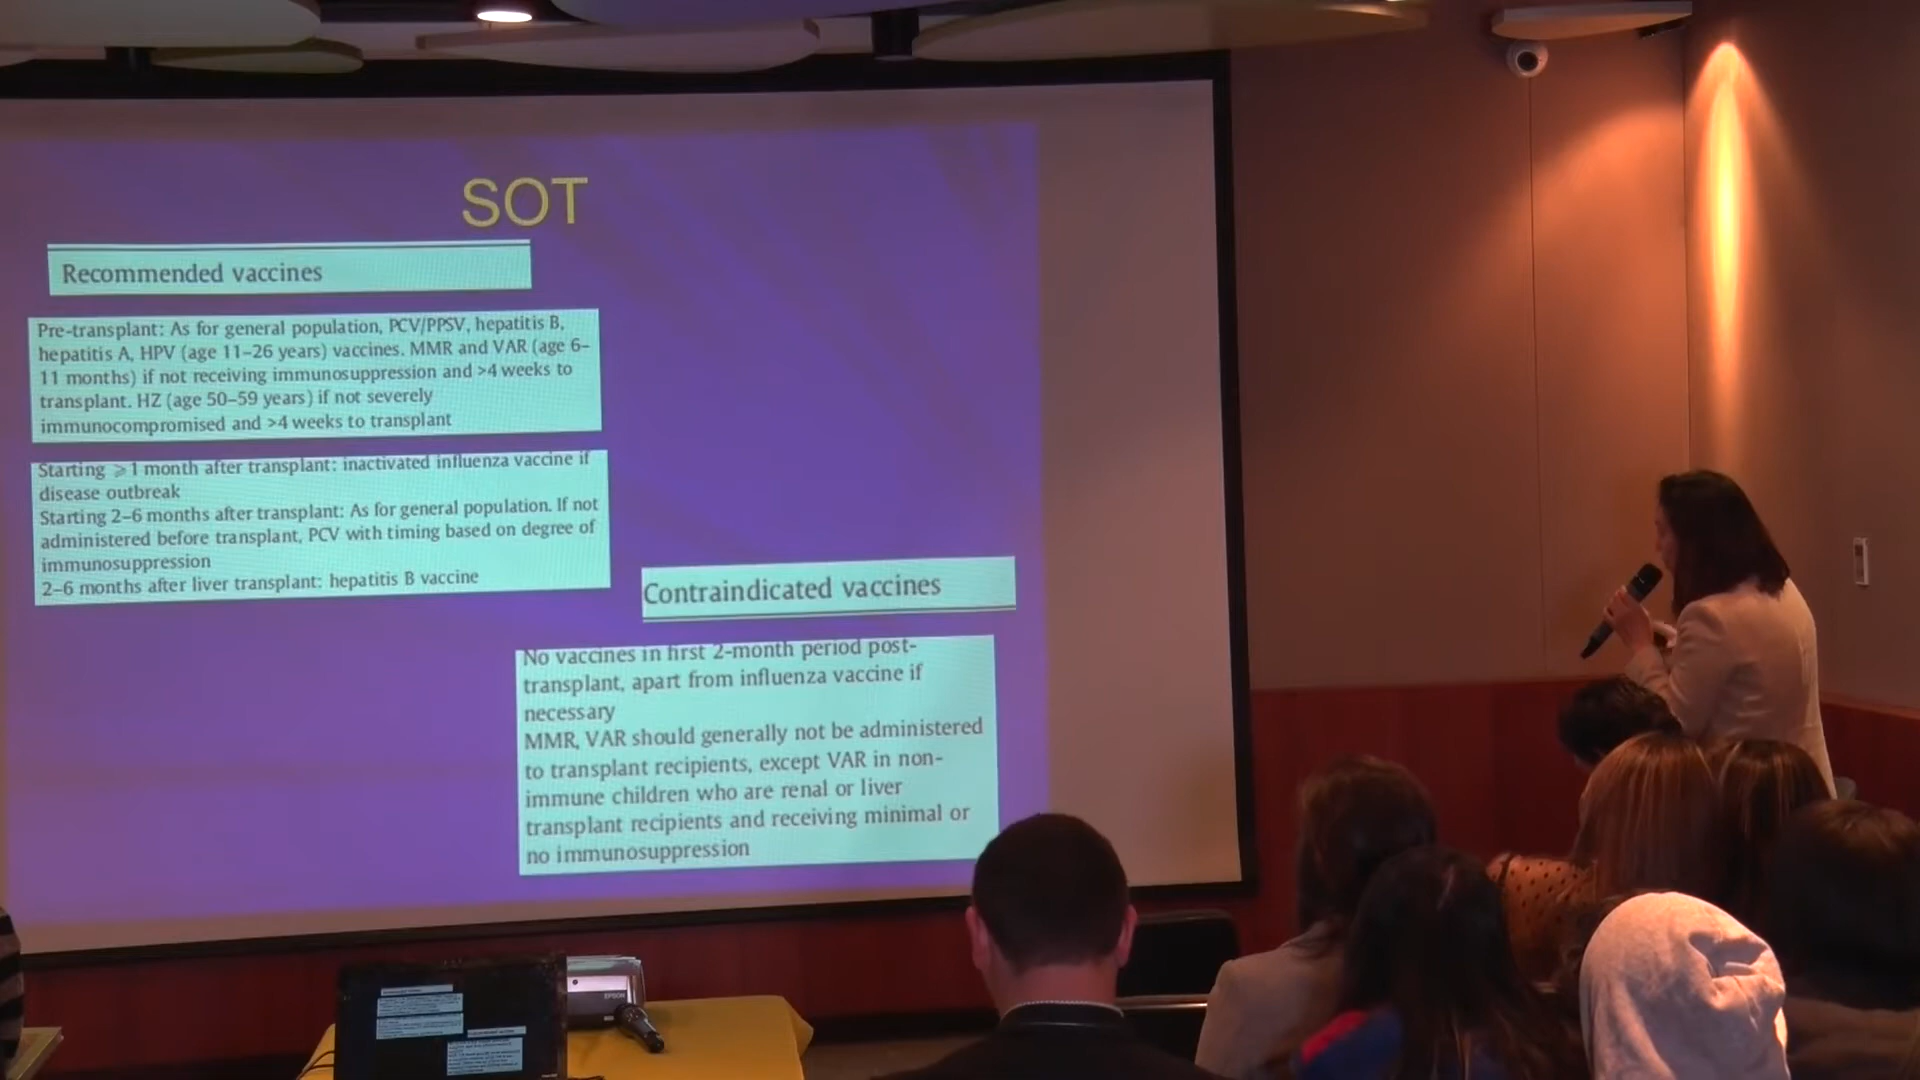 SOT
Recommended vaccines
Pre-transplant: As for general population, PCV/PPSV, hepatitis B,
hepatitis A, HPV (age 11–26 years) vaccines. MMR and VAR (age 6–
11 months) if not receiving immunosuppression and >4 weeks to
transplant. HZ (age 50–59 years) if not severely
immunocompromised and >4 weeks to transplant
Starting ⩾1 month after transplant: inactivated influenza vaccine if
disease outbreak
Starting 2–6 months after transplant: As for general population. If not
administered before transplant, PCV with timing based on degree of
immunosuppression
2–6 months after liver transplant: hepatitis B vaccine
Contraindicated vaccines
No vaccines in first 2-month period post-
transplant, apart from influenza vaccine if
necessary
MMR, VAR should generally not be administered
to transplant recipients, except VAR in non-
immune children who are renal or liver
transplant recipients and receiving minimal or
no immunosuppression
EPSON